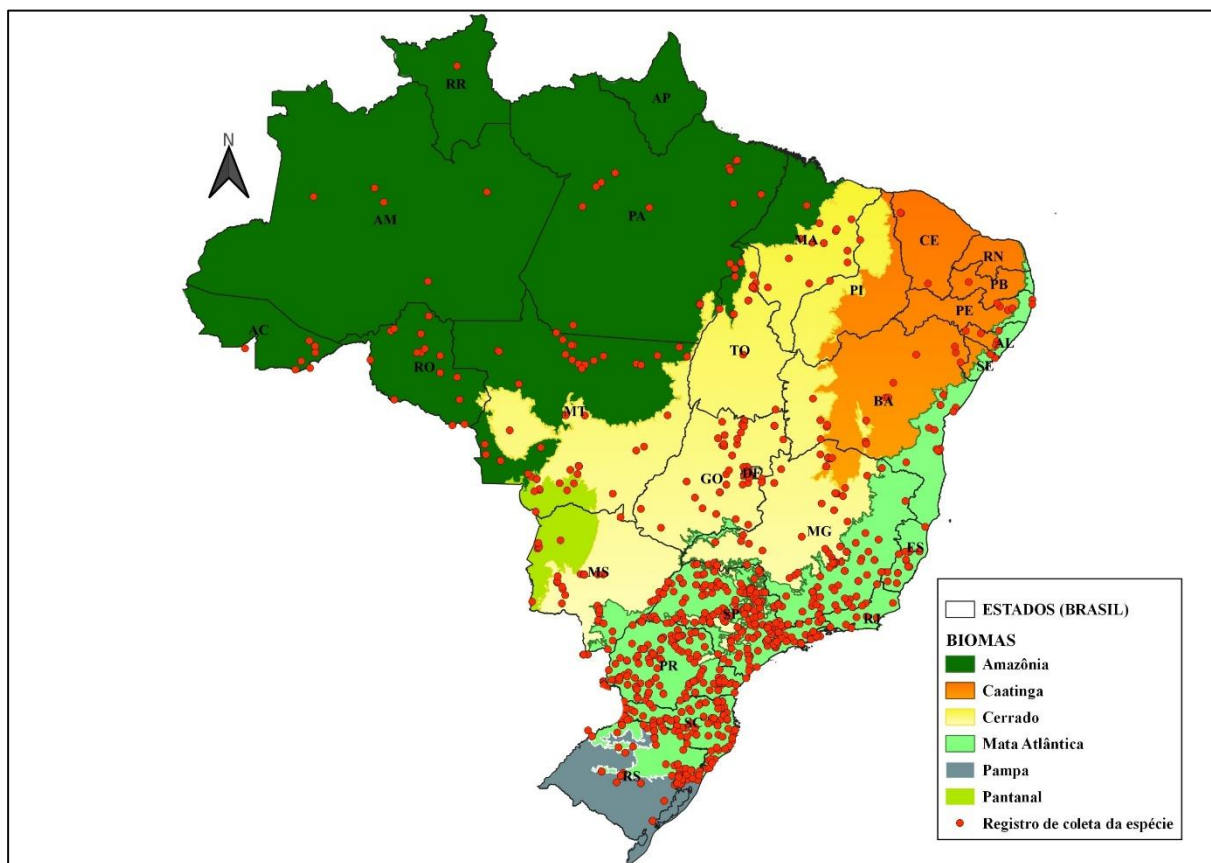 N
RR
AP
AM
PA
MA
CE
RN
PB
PI
PE
AC
AL
TO
SE
RO
BA
MT
GO
DF
MG
ES
MS
SP
RJ
PR
SC
RS
ESTADOS (BRASIL)
BIOMAS
Amazônia
Caatinga
Cerrado
Mata Atlântica
Pampa
Pantanal
Registro de coleta da espécie